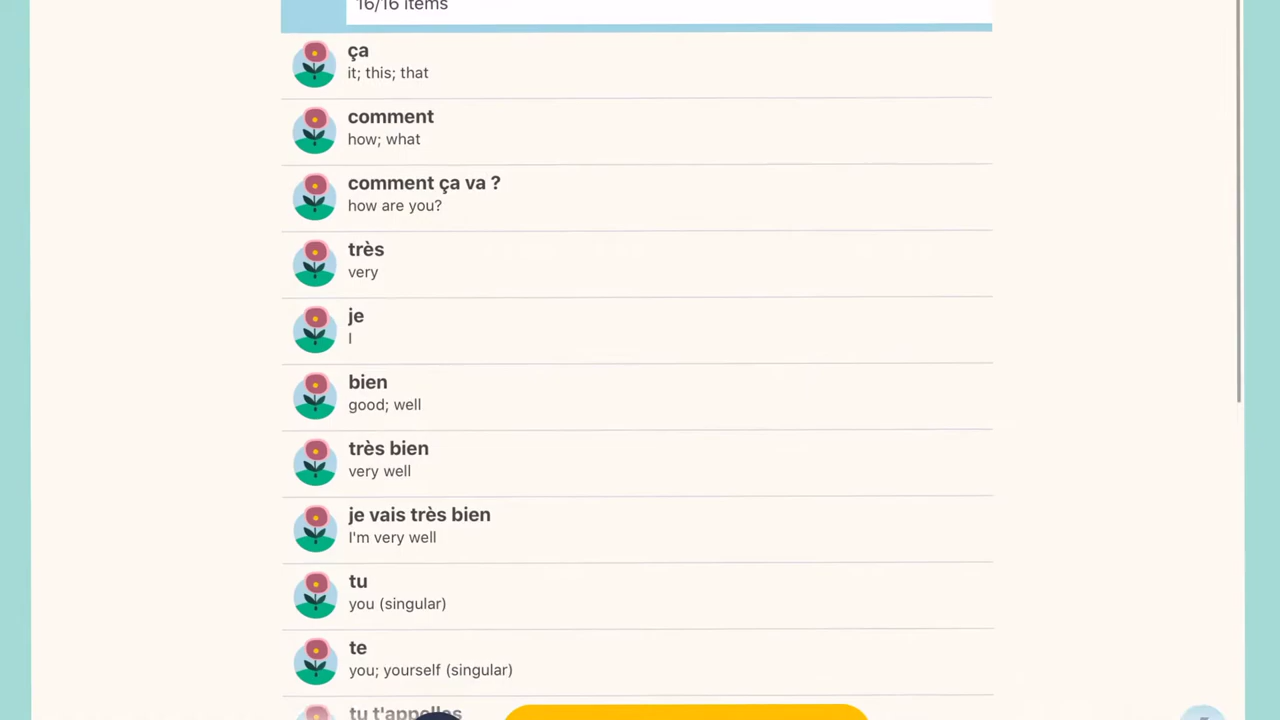 16/16 items
ça
it; this; that
comment
how; what
comment ça va ?
how are you?
très
very
je
I
bien
good; well
très bien
very well
je vais très bien
I'm very well
tu
you (singular)
te
you; yourself (singular)
tu t'appelles